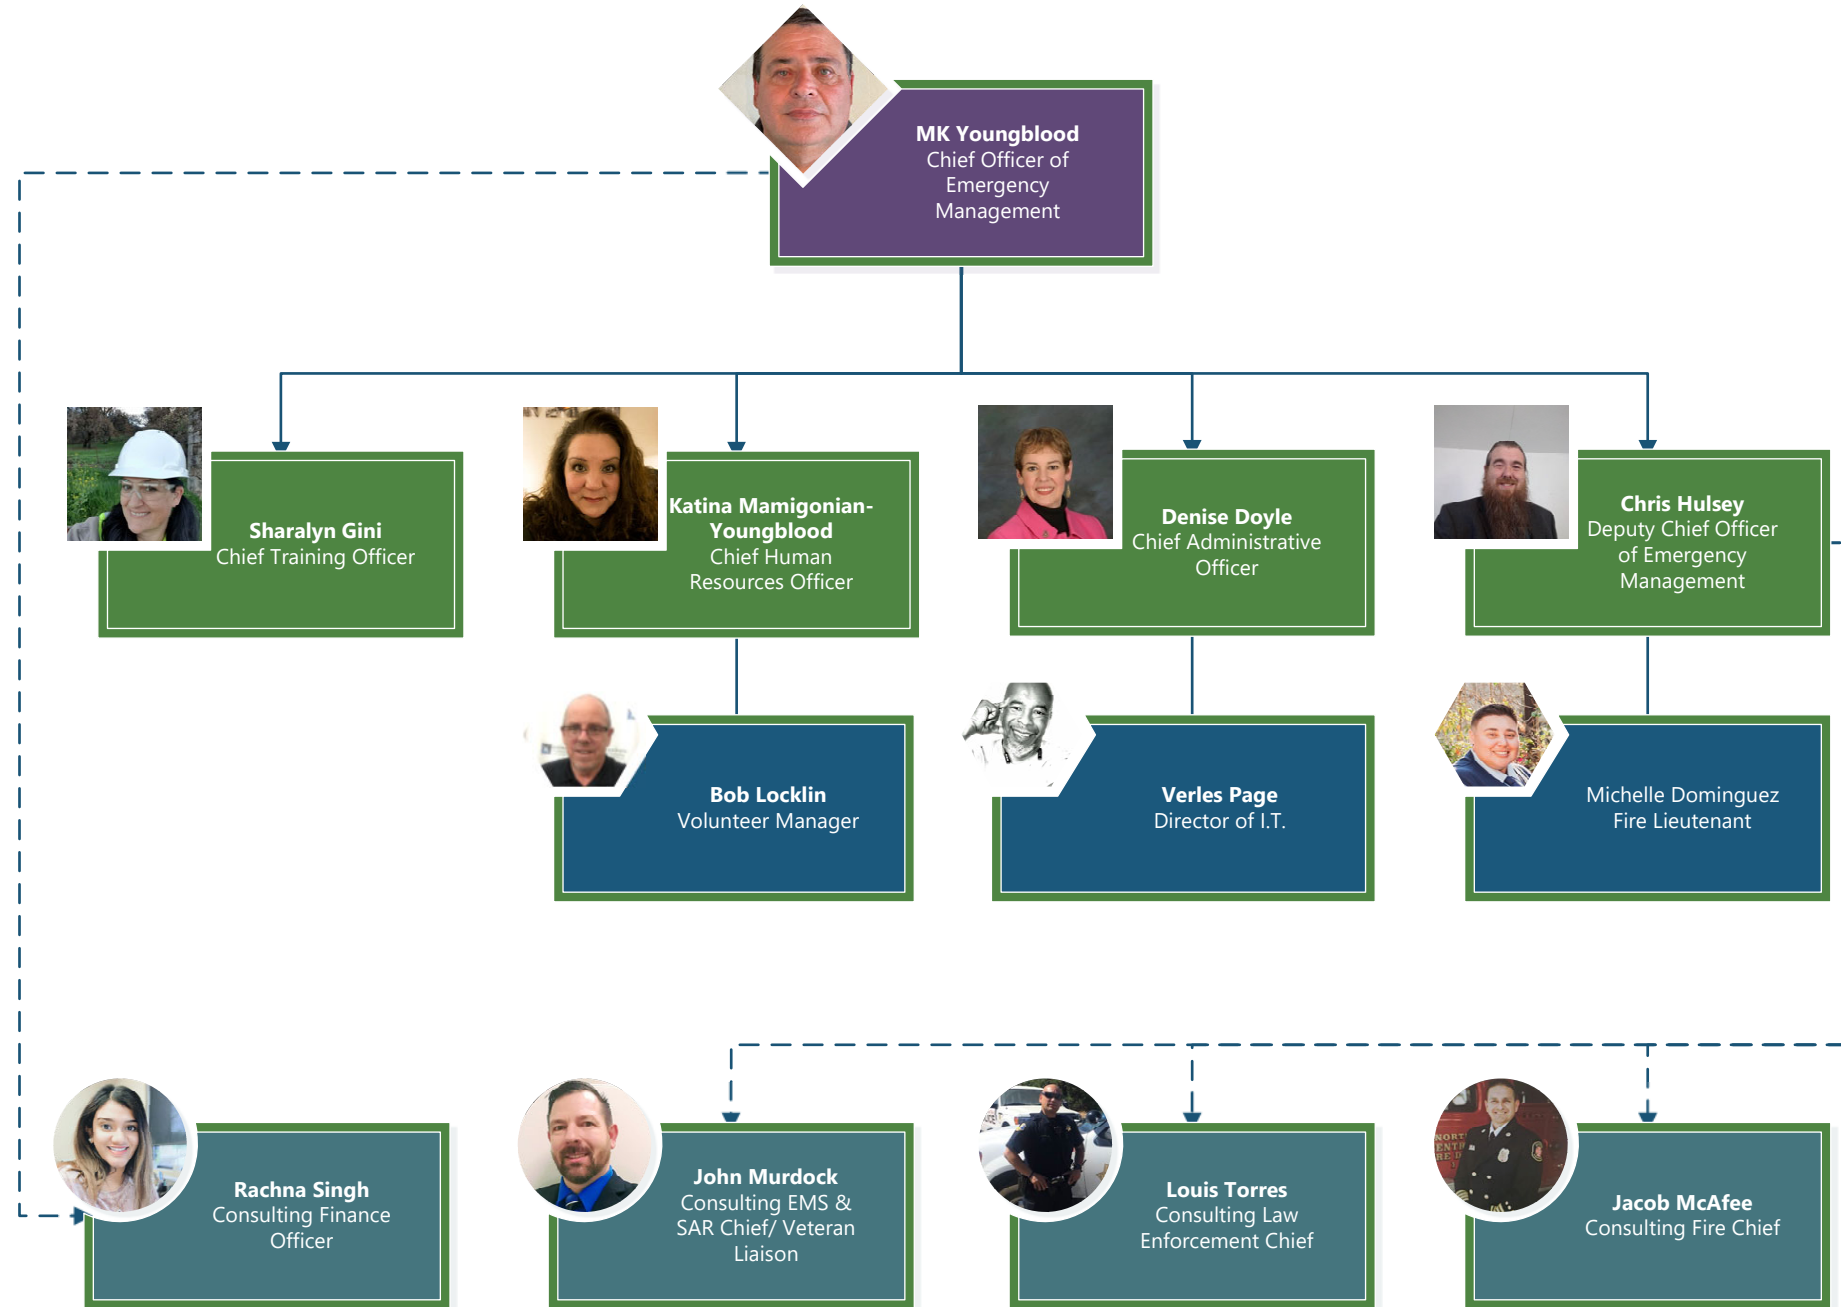 MK Youngblood
Chief Officer of
Emergency
Management
Sharalyn Gini
Chief Training Officer
Katina Mamigonian-
Youngblood
Chief Human
Resources Officer
Denise Doyle
Chief Administrative
Officer
Chris Hulsey
Deputy Chief Officer
of Emergency
Management
Bob Locklin
Volunteer Manager
Verles Page
Director of I.T.
Michelle Dominguez
Fire Lieutenant
Rachna Singh
Consulting Finance
Officer
John Murdock
Consulting EMS &
SAR Chief/ Veteran
Liaison
Louis Torres
Consulting Law
Enforcement Chief
Jacob McAfee
Consulting Fire Chief